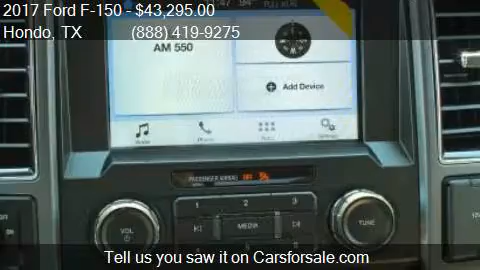 2017 Ford F-150 - $43,295.00
Hondo, TX (888) 419-9275
AM 550
Add Device
Audio Phone Apps Settings
PASSENGER AIRBAG OFF
1 2 3
VOL
MEDIA
TUNE
Tell us you saw it on Carsforsale.com